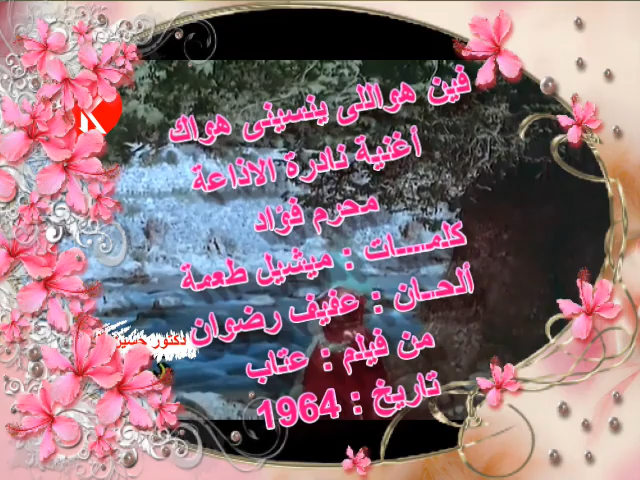 فين هواللى ينسينى هواك
أغنية نادرة الاذاعة
محرم فؤاد
كلمـــات : ميشيل طعمة
ألحــان : عفيف رضوان
من فيلم : عتاب
تاريخ : 1964
K